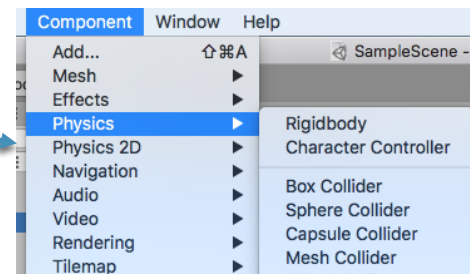 Component Window Help
Add... ⇧⌘A
SampleScene -
Mesh
Effects
Physics
Physics 2D
Navigation
Audio
Video
Rendering
Tilemap
Rigidbody
Character Controller
Box Collider
Sphere Collider
Capsule Collider
Mesh Collider